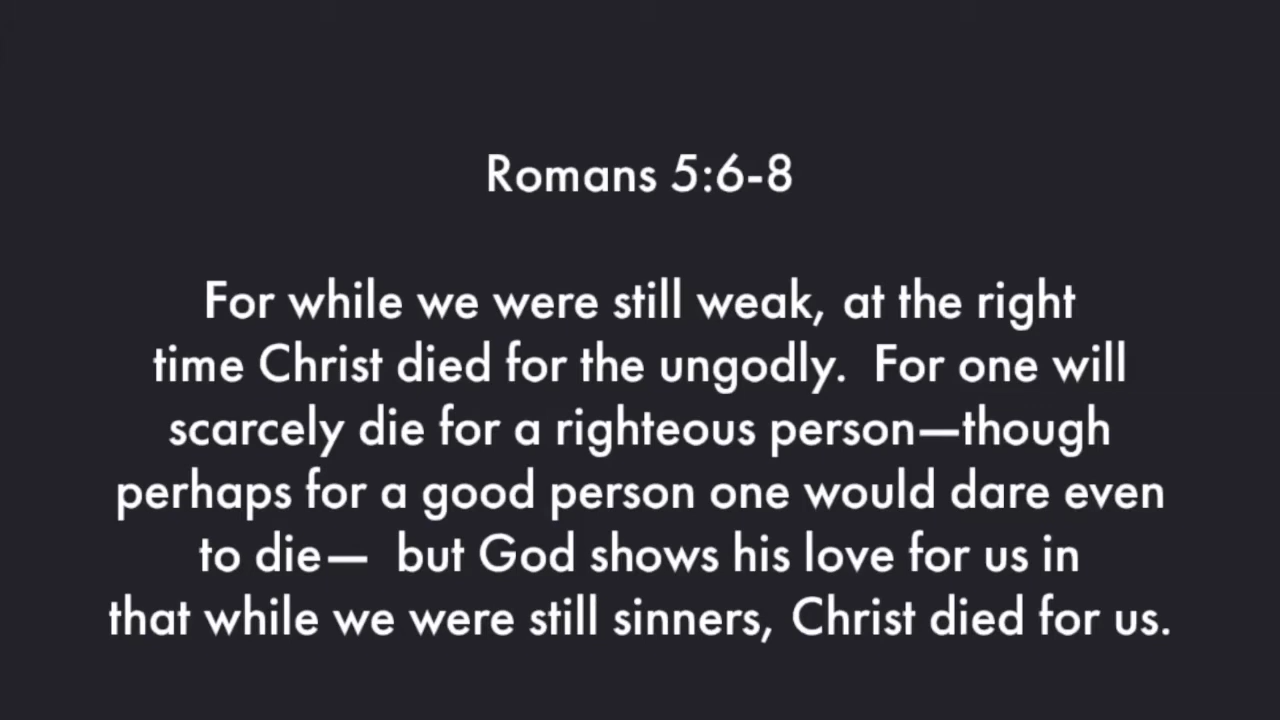 Romans 5:6-8
For while we were still weak, at the right
time Christ died for the ungodly.  For one will
scarcely die for a righteous person—though
perhaps for a good person one would dare even
to die—  but God shows his love for us in
that while we were still sinners, Christ died for us.